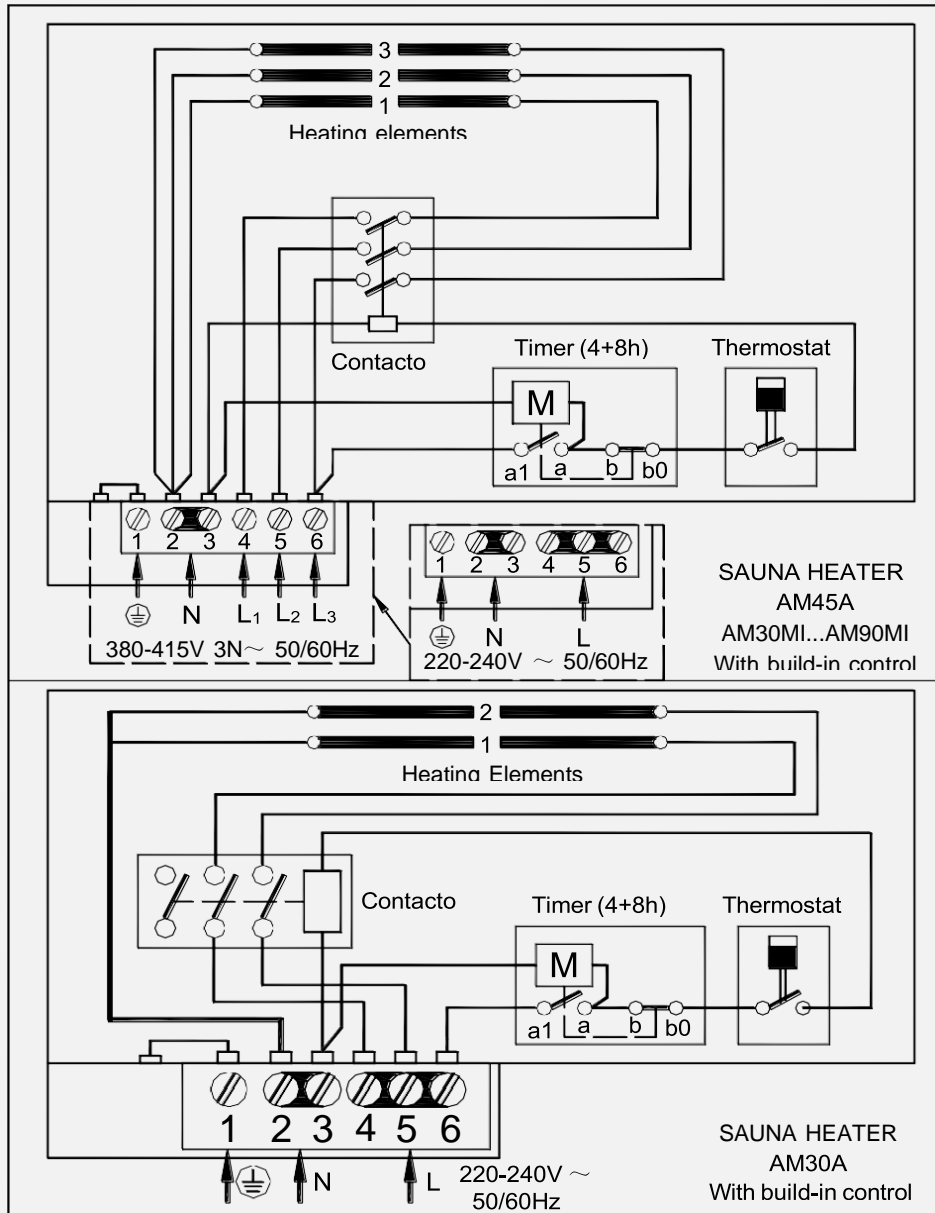 3
2
1
Heating elements
Contacto
Timer (4+8h)
Thermostat
M
a1 a b b0
1 2 3 4 5 6
N L1 L2 L3
380-415V 3N～ 50/60Hz
1 2 3 4 5 6
N L
220-240V ～ 50/60Hz
SAUNA HEATER
AM45A
AM30MI...AM90MI
With build-in control
2
1
Heating Elements
Contacto
Timer (4+8h)
Thermostat
M
a1 a b b0
1 2 3 4 5 6
N L 220-240V ～
50/60Hz
SAUNA HEATER
AM30A
With build-in control